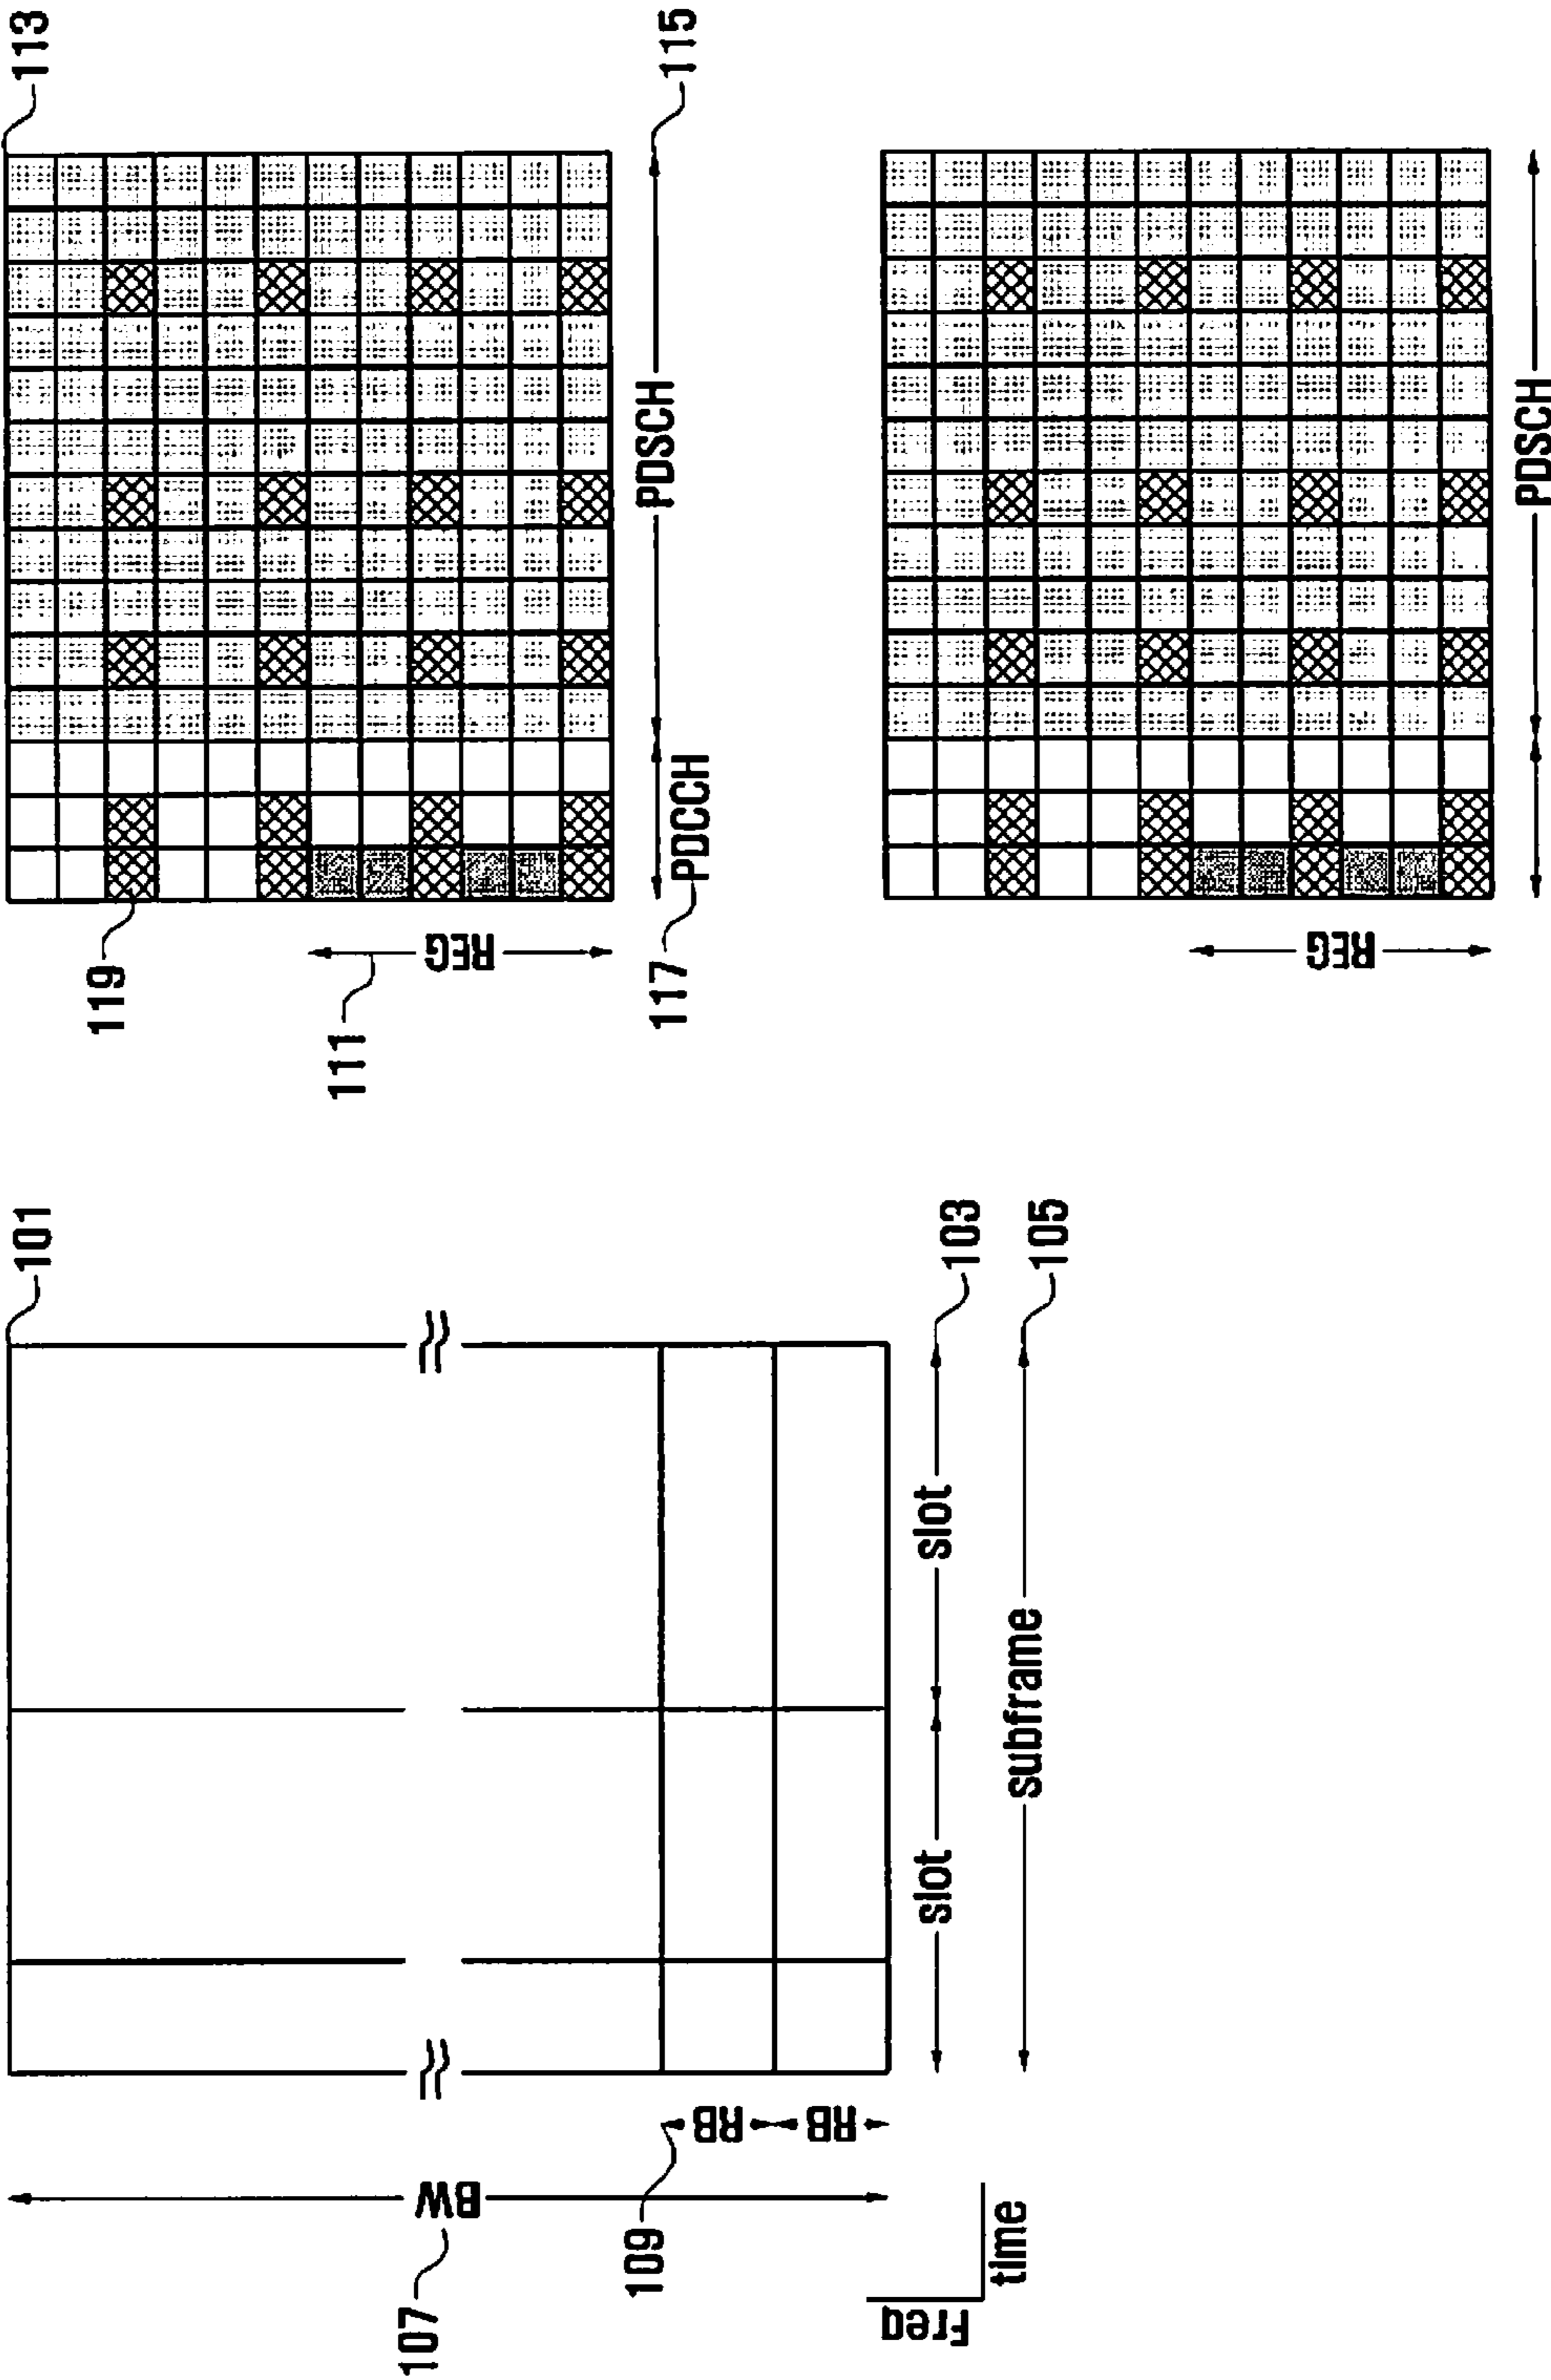 107
BW
109
RB
RB
Freq
time
101
slot
slot
103
subframe
105
119
111
REG
113
PDSCH
115
117
PDCCH
REG
PDSCH